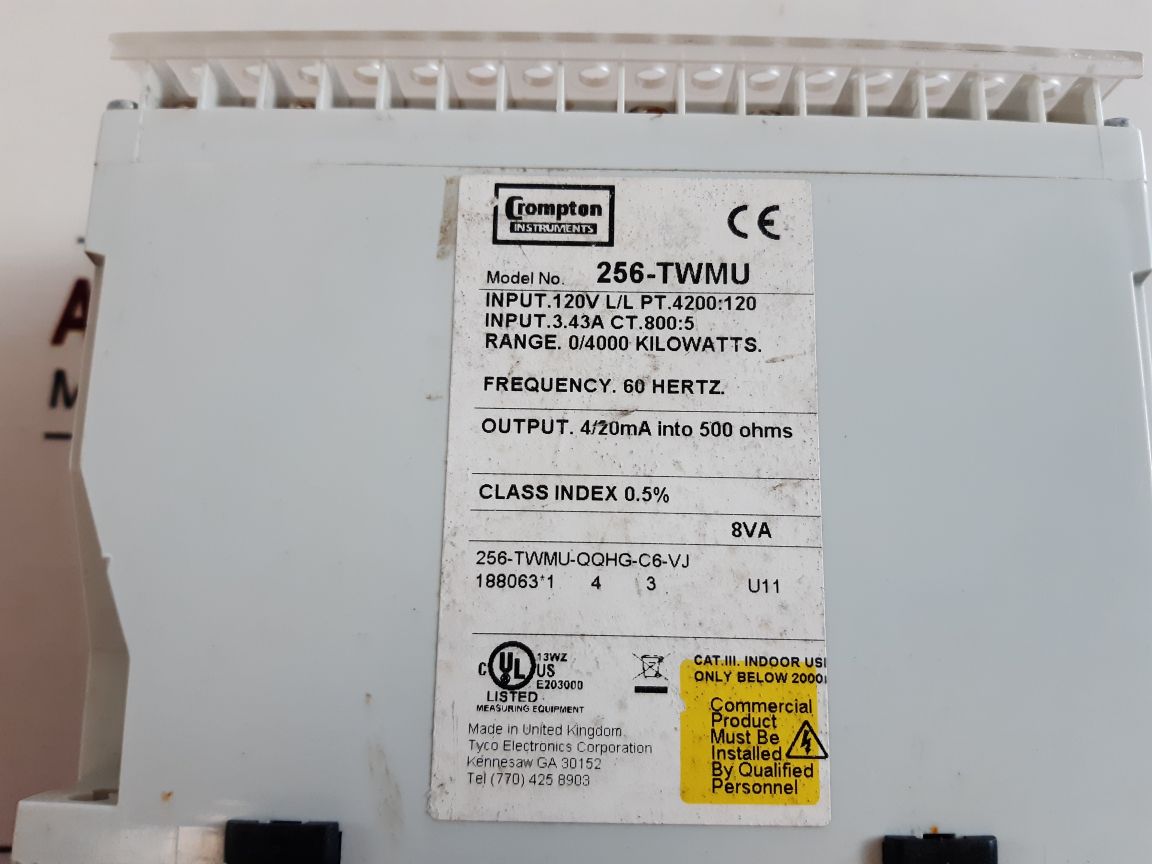 Crompton
INSTRUMENTS
CE
Model No. 256-TWMU
INPUT.120V L/L PT.4200:120
INPUT.3.43A CT.800:5
RANGE. 0/4000 KILOWATTS.
FREQUENCY. 60 HERTZ.
OUTPUT. 4/20mA into 500 ohms
CLASS INDEX 0.5%
8VA
256-TWMU-QQHG-C6-VJ
188063*1 4 3 U11
C UL US
13WZ
E203000
LISTED
MEASURING EQUIPMENT
Made in United Kingdom.
Tyco Electronics Corporation
Kennesaw GA 30152
Tel (770) 425 8903
CAT.III. INDOOR USI
ONLY BELOW 2000
Commercial
Product
Must Be
Installed
By Qualified
Personnel
A
M